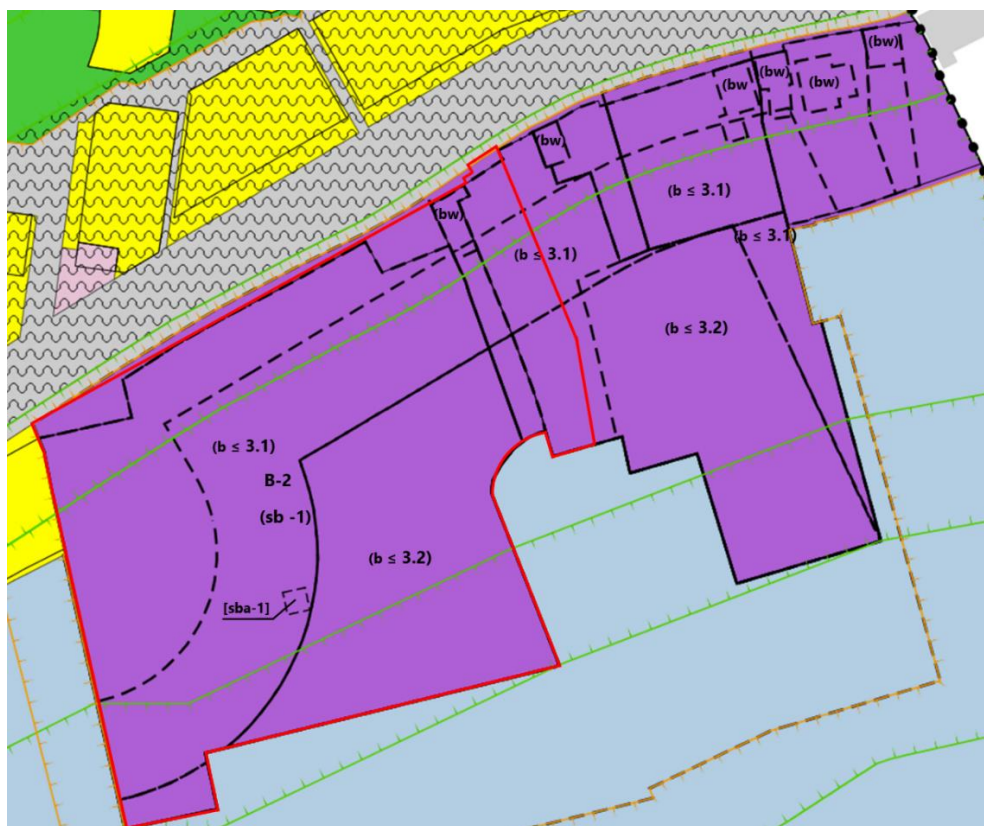 (bw)
(bw)
(bw)
(bw)
(bw)
(b ≤ 3.1)
(bw)
(b ≤ 3.1)
(b ≤ 3.1)
(b ≤ 3.2)
(b ≤ 3.1)
B-2
(sb -1)
(b ≤ 3.2)
[sba-1]